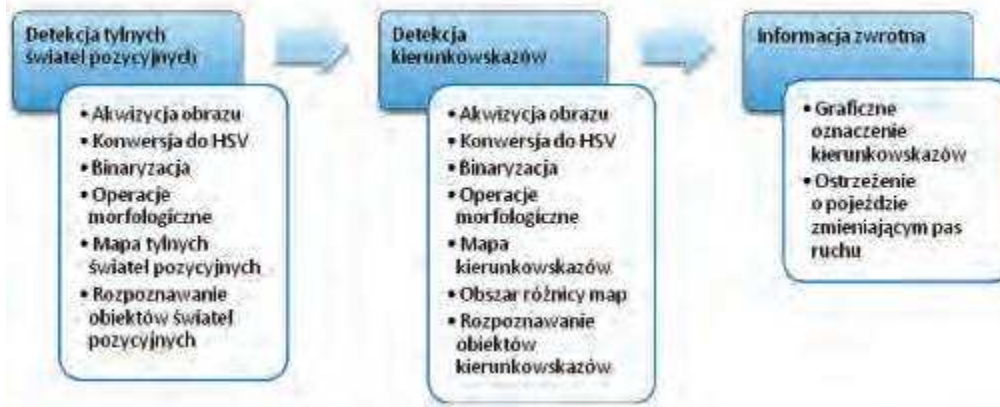 Detekcja tylnych
świateł pozycyjnych
• Akwizycja obrazu
• Konwersja do HSV
• Binaryzacja
• Operacje
morfologiczne
• Mapa tylnych
świateł pozycyjnych
• Rozpoznawanie
obiektów świateł
pozycyjnych
Detekcja
kierunkowskazów
• Akwizycja obrazu
• Konwersja do HSV
• Binaryzacja
• Operacje
morfologiczne
• Mapa
kierunkowskazów
• Obszar różnicy map
• Rozpoznawanie
obiektów
kierunkowskazów
Informacja zwrotna
• Graficzne
oznaczenie
kierunkowskazów
• Ostrzeżenie
o pojeździe
zmieniającym pas
ruchu